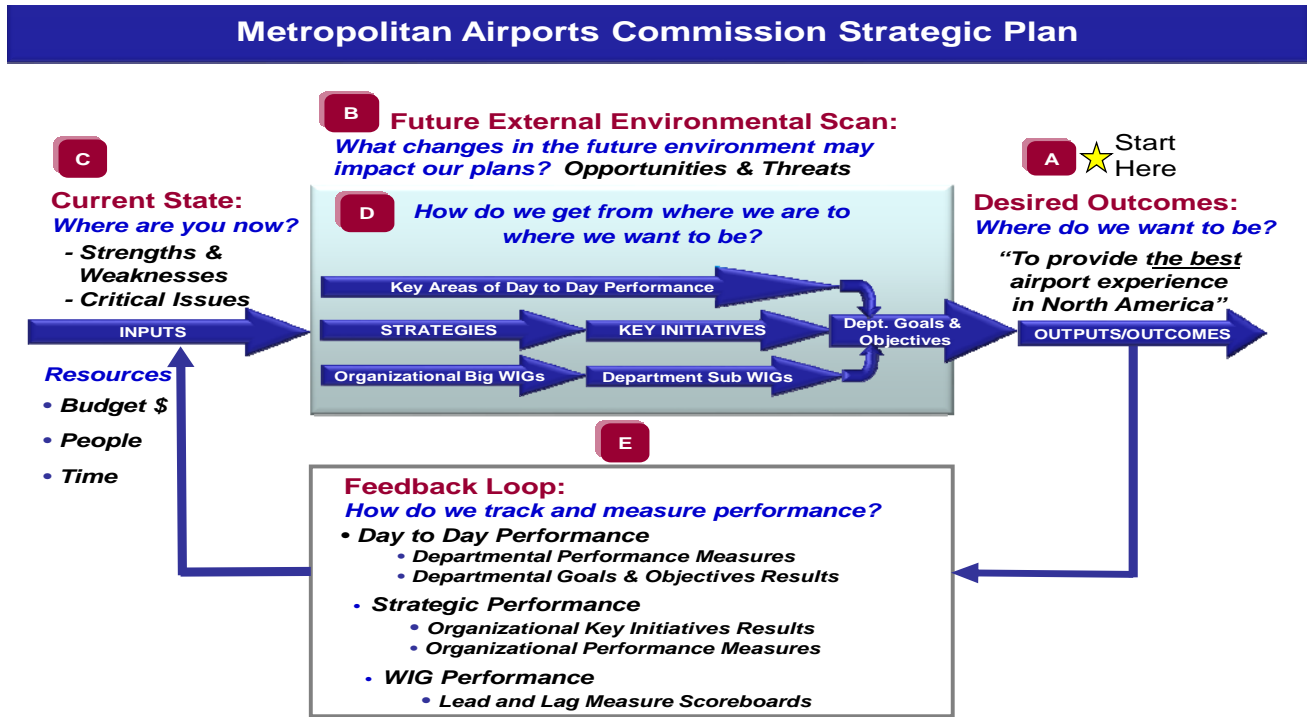 Metropolitan Airports Commission Strategic Plan
B
Future External Environmental Scan:
What changes in the future environment may
impact our plans? Opportunities & Threats
C
Current State:
Where are you now?
- Strengths &
Weaknesses
- Critical Issues
INPUTS
Resources
• Budget $
• People
• Time
D
How do we get from where we are to
where we want to be?
Key Areas of Day to Day Performance
STRATEGIES
KEY INITIATIVES
Dept. Goals &
Objectives
Organizational Big WIGs
Department Sub WIGs
A
Start
Here
Desired Outcomes:
Where do we want to be?
“To provide the best
airport experience
in North America”
OUTPUTS/OUTCOMES
E
Feedback Loop:
How do we track and measure performance?
• Day to Day Performance
• Departmental Performance Measures
• Departmental Goals & Objectives Results
• Strategic Performance
• Organizational Key Initiatives Results
• Organizational Performance Measures
• WIG Performance
• Lead and Lag Measure Scoreboards